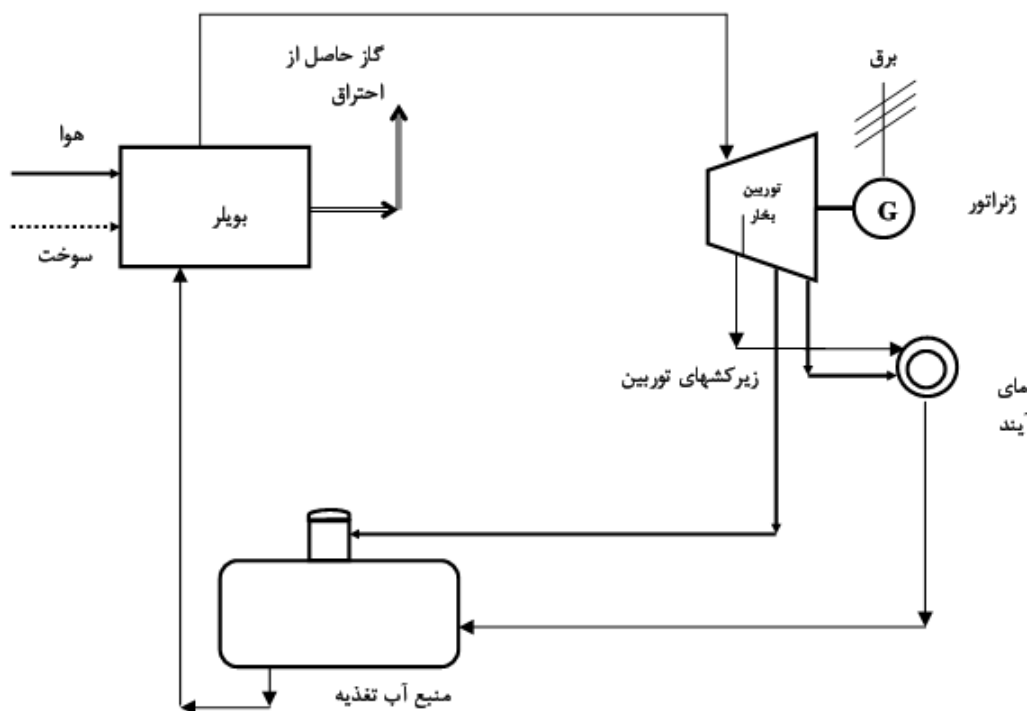 گاز حاصل از
احتراق
برق
هوا
بویلر
سوخت
توربین
بخار
G
ژنراتور
زیرکشهای توربین
منبع آب تغذیه